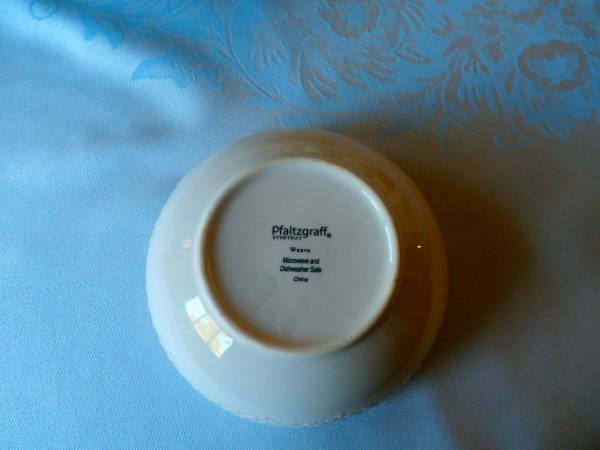 Pfaltzgraff®
EVERYDAY
Weave
Microwave and
Dishwasher Safe
China